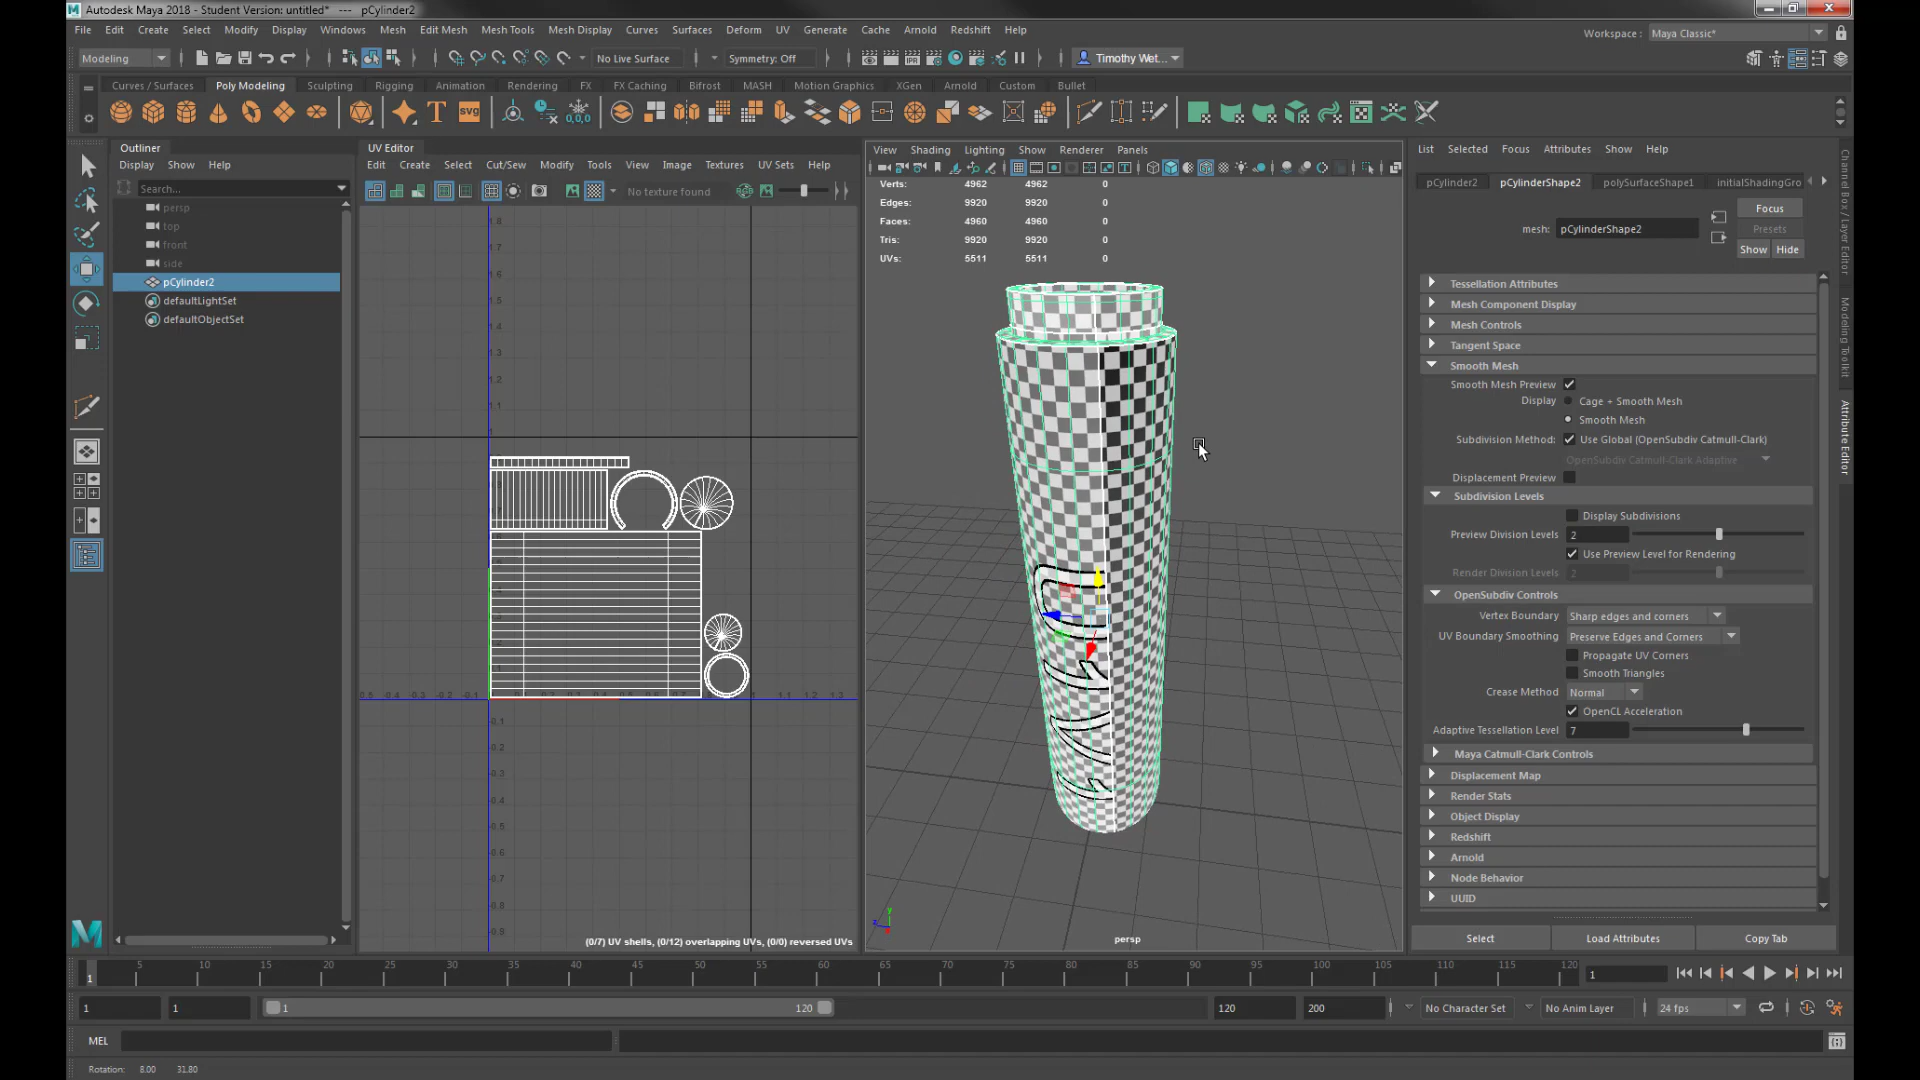 Autodesk Maya 2018 - Student Version: untitled*   ---   pCylinder2
File Edit Create Select Modify Display Windows Mesh Edit Mesh Mesh Tools Mesh Display Curves Surfaces Deform UV Generate Cache Arnold Redshift Help
Workspace : Maya Classic*
Modeling No Live Surface Symmetry: Off Timothy Wet...
Curves / Surfaces Poly Modeling Sculpting Rigging Animation Rendering FX FX Caching Bifrost MASH Motion Graphics XGen Arnold Custom Bullet
Outliner
Display Show Help
Search...
persp
top
front
side
pCylinder2
defaultLightSet
defaultObjectSet
UV Editor
Edit Create Select Cut/Sew Modify Tools View Image Textures UV Sets Help
No texture found
(0/7) UV shells, (0/12) overlapping UVs, (0/0) reversed UVs
View Shading Lighting Show Renderer Panels
Verts: 4962 4962 0
Edges: 9920 9920 0
Faces: 4960 4960 0
Tris: 9920 9920 0
UVs: 5511 5511 0
persp
List Selected Focus Attributes Show Help
pCylinder2 pCylinderShape2 polySurfaceShape1 initialShadingGro
Focus
mesh: pCylinderShape2
Presets
Show Hide
Tessellation Attributes
Mesh Component Display
Mesh Controls
Tangent Space
Smooth Mesh
Smooth Mesh Preview
Display Cage + Smooth Mesh
Smooth Mesh
Subdivision Method: Use Global (OpenSubdiv Catmull-Clark)
OpenSubdiv Catmull-Clark Adaptive
Displacement Preview
Subdivision Levels
Display Subdivisions
Preview Division Levels 2
Use Preview Level for Rendering
Render Division Levels 2
OpenSubdiv Controls
Vertex Boundary Sharp edges and corners
UV Boundary Smoothing Preserve Edges and Corners
Propagate UV Corners
Smooth Triangles
Crease Method Normal
OpenCL Acceleration
Adaptive Tessellation Level 7
Maya Catmull-Clark Controls
Displacement Map
Render Stats
Object Display
Redshift
Arnold
Node Behavior
UUID
Select Load Attributes Copy Tab
Channel Box / Layer Editor
Modeling Toolkit
Attribute Editor
1 5 10 15 20 25 30 35 40 45 50 55 60 65 70 75 80 85 90 95 100 105 110 115 120 1
1 1 1 120 120 200 No Character Set No Anim Layer 24 fps
MEL
Rotation: 8.00 31.80